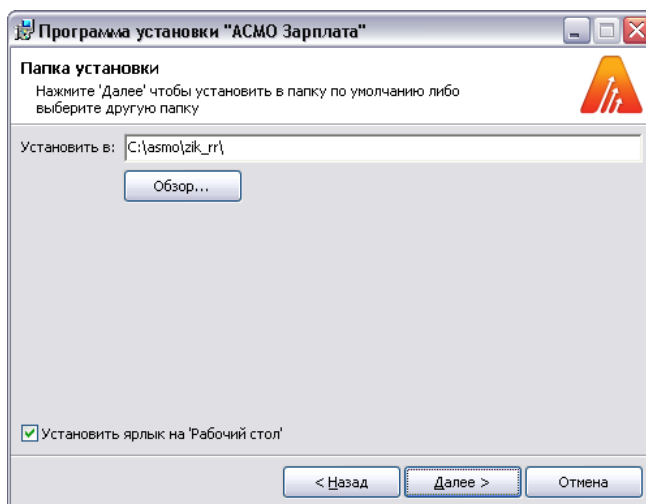 Программа установки "АСМО Зарплата"
Папка установки
Нажмите 'Далее' чтобы установить в папку по умолчанию либо
выберите другую папку
Установить в: C:\asmo\zik_rr\
Обзор...
Установить ярлык на 'Рабочий стол'
< Назад Далее > Отмена